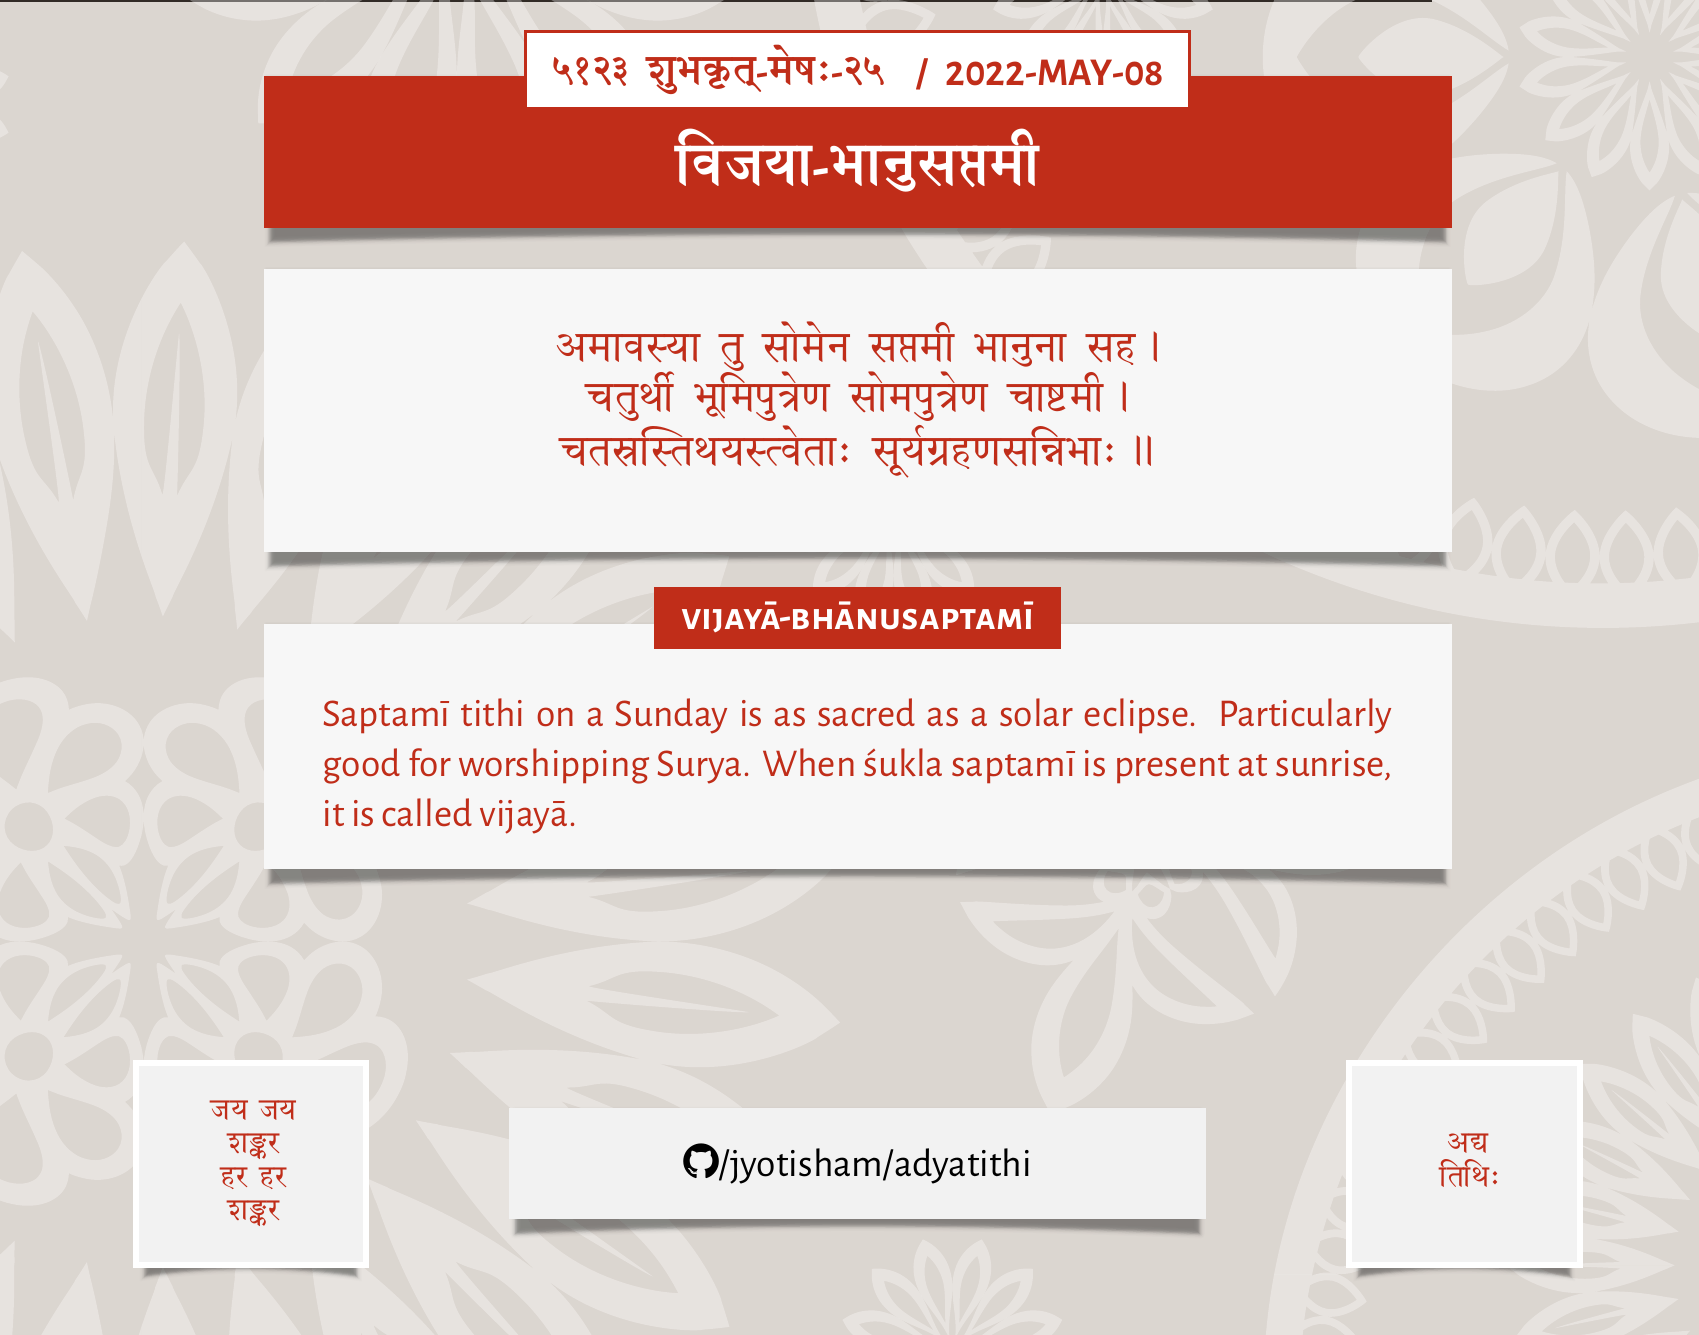 ५१२३ शुभकृत्-मेषः-२५ / 2022-MAY-08
विजया-भानुसप्तमी
अमावस्या तु सोमेन सप्तमी भानुना सह ।
चतुर्थी भूमिपुत्रेण सोमपुत्रेण चाष्टमी ।
चतस्रस्तिथयस्त्वेताः सूर्यग्रहणसन्निभाः ॥
VIJAYĀ-BHĀNUSAPTAMĪ
Saptamī tithi on a Sunday is as sacred as a solar eclipse. Particularly
good for worshipping Surya. When śukla saptamī is present at sunrise,
it is called vijayā.
जय जय
शङ्कर
हर हर
शङ्कर
/jyotisham/adyatithi
अद्य
तिथिः